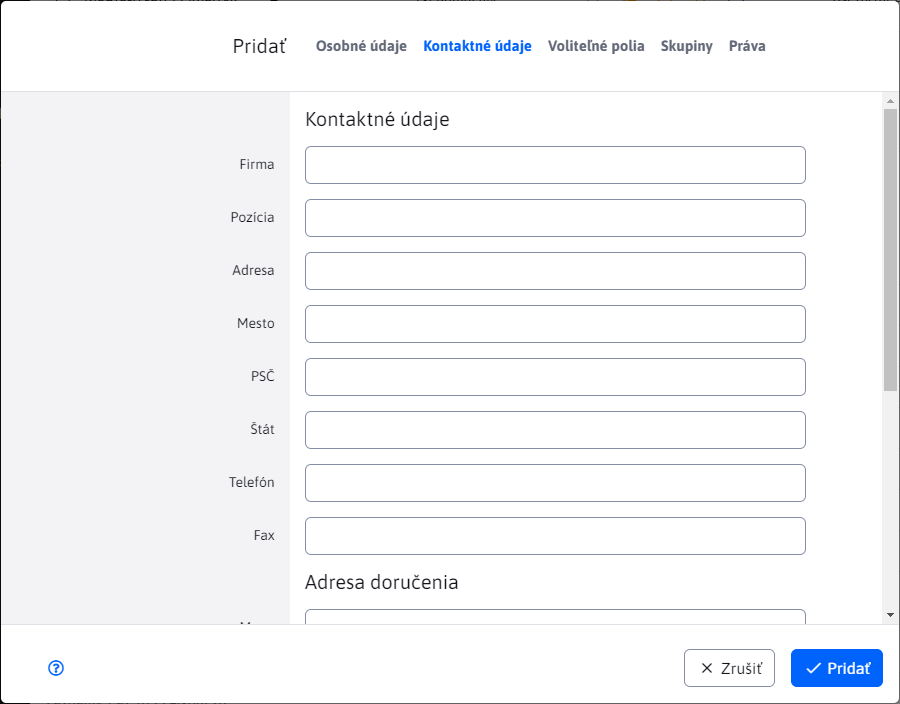 Pridať Osobné údaje Kontaktné údaje Voliteľné polia Skupiny Práva
Kontaktné údaje
Firma
Pozícia
Adresa
Mesto
PSČ
Štát
Telefón
Fax
Adresa doručenia
Zrušiť Pridať